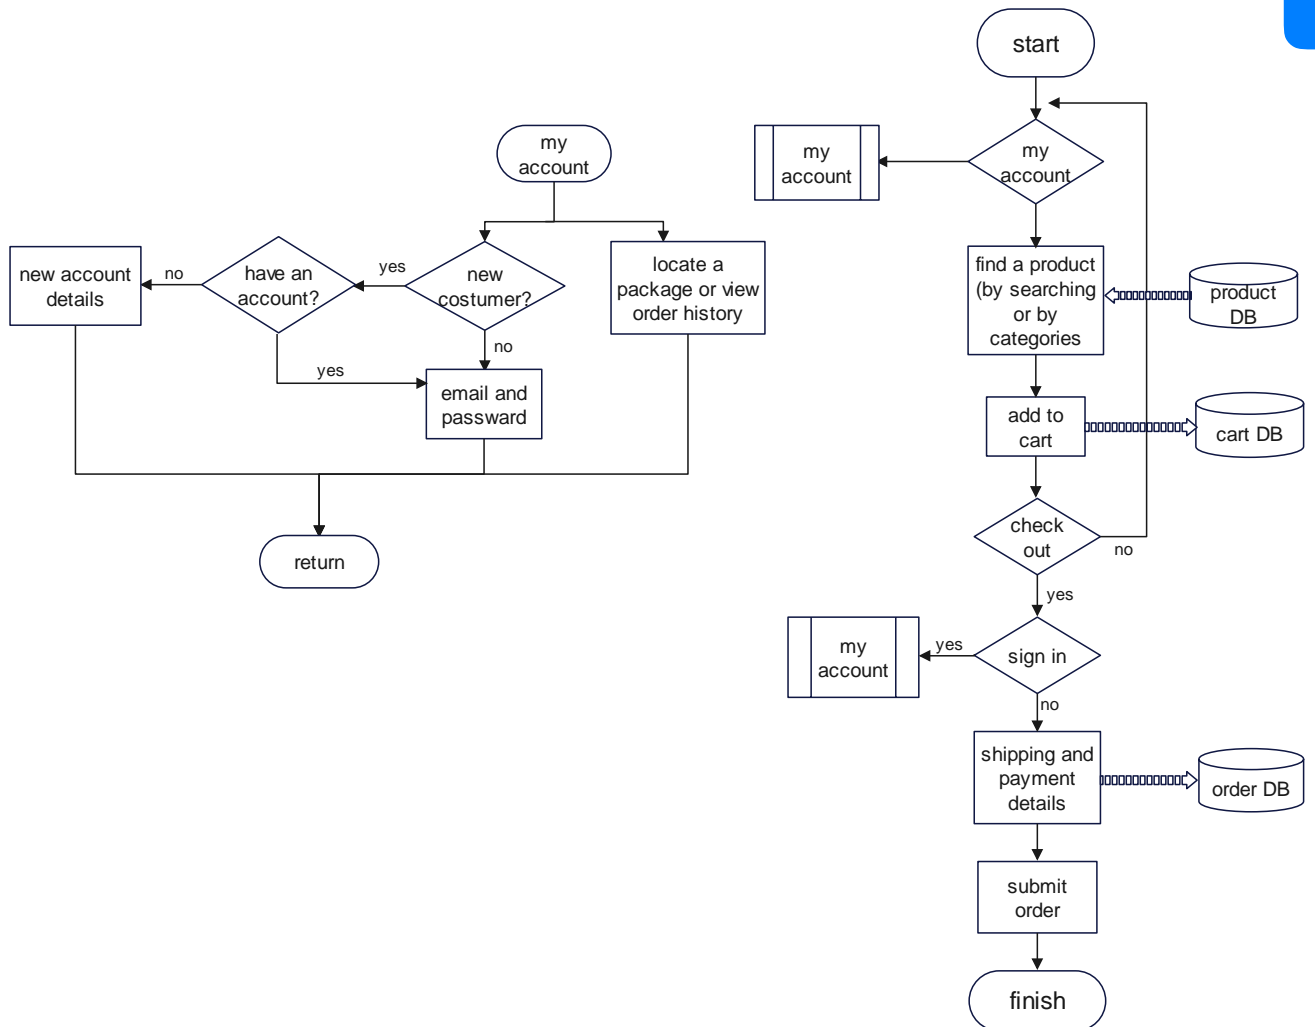 my
account
new account
details
no
have an
account?
yes
new
costumer?
locate a
package or view
order history
no
yes
email and
passward
return
start
my
account
my
account
find a product
(by searching
or by
categories
product
DB
add to
cart
cart DB
check
out
no
yes
my
account
yes
sign in
no
shipping and
payment
details
order DB
submit
order
finish